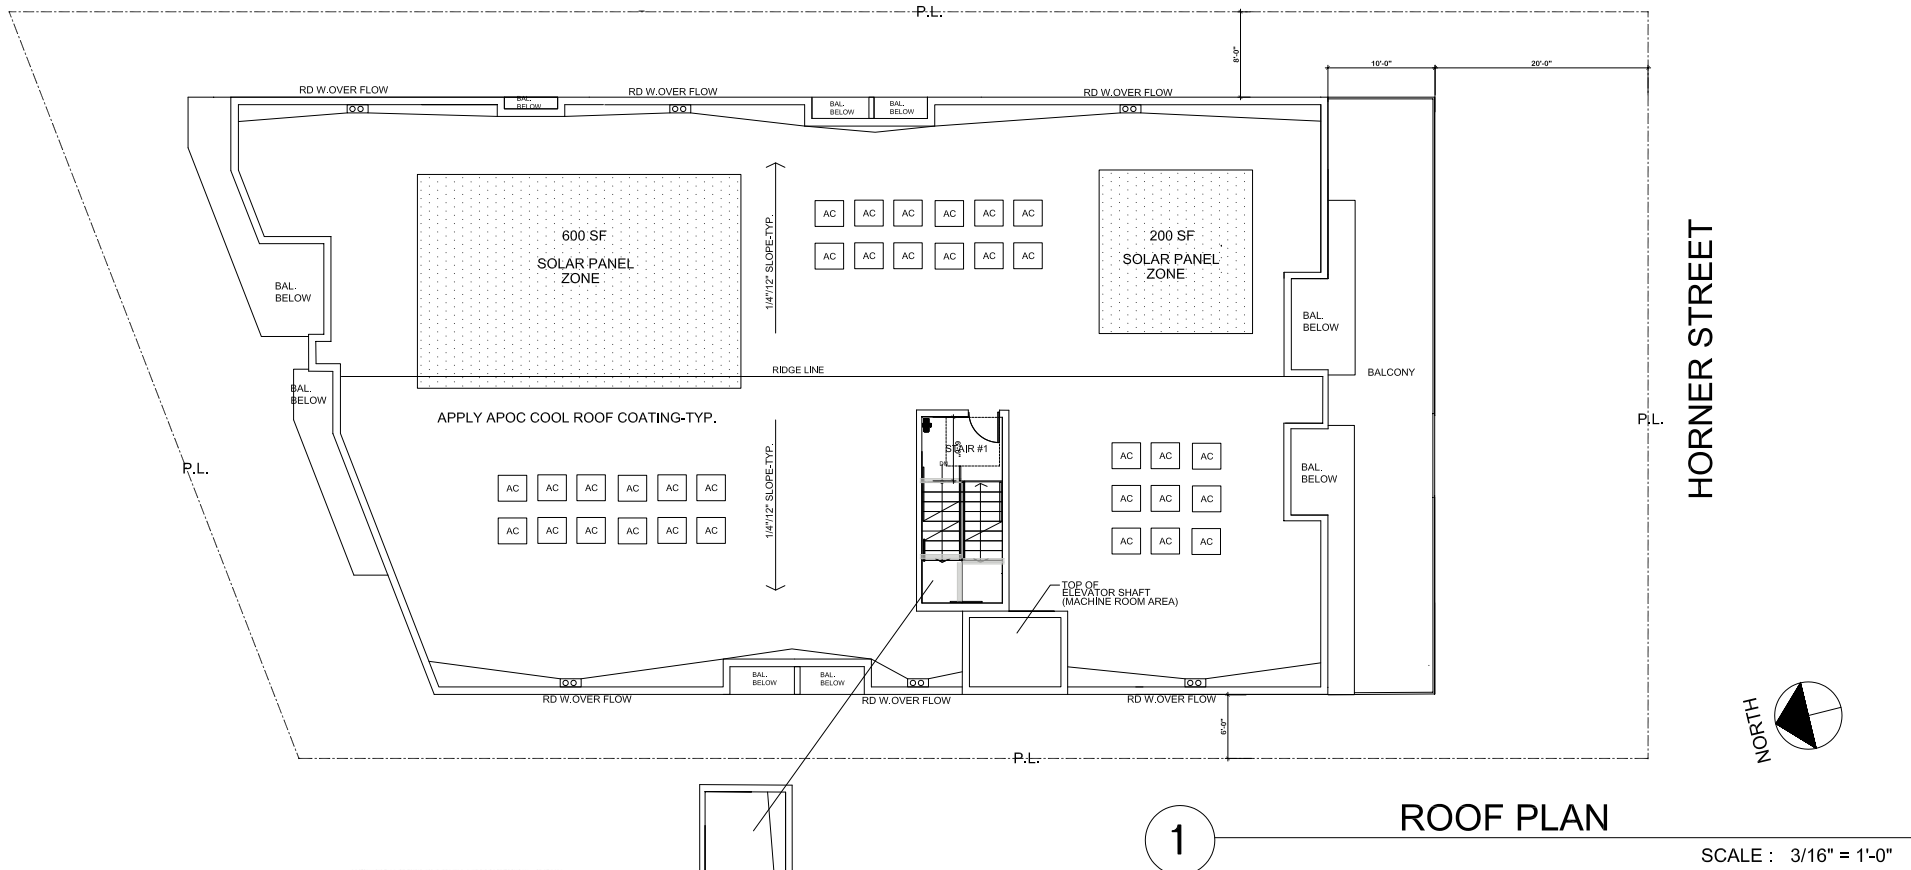 P.L.
8'-0"
10'-0"
20'-0"
RD W.OVER FLOW
RD W.OVER FLOW
RD W.OVER FLOW
BAL.
BELOW
BAL.
BELOW
BAL.
BELOW
600 SF
SOLAR PANEL
ZONE
1/4"/12" SLOPE-TYP.
AC AC AC AC AC AC
AC AC AC AC AC AC
200 SF
SOLAR PANEL
ZONE
BAL.
BELOW
BAL.
BELOW
HORNER STREET
RIDGE LINE
BALCONY
BAL.
BELOW
APPLY APOC COOL ROOF COATING-TYP.
P.L.
STAIR #1
DN
1/4"/12" SLOPE-TYP.
AC AC AC
AC AC AC
AC AC AC
BAL.
BELOW
P.L.
AC AC AC AC AC AC
AC AC AC AC AC AC
TOP OF
ELEVATOR SHAFT
(MACHINE ROOM AREA)
BAL.
BELOW
BAL.
BELOW
RD W.OVER FLOW
RD W.OVER FLOW
RD W.OVER FLOW
6'-0"
P.L.
NORTH
1
ROOF PLAN
SCALE : 3/16" = 1'-0"